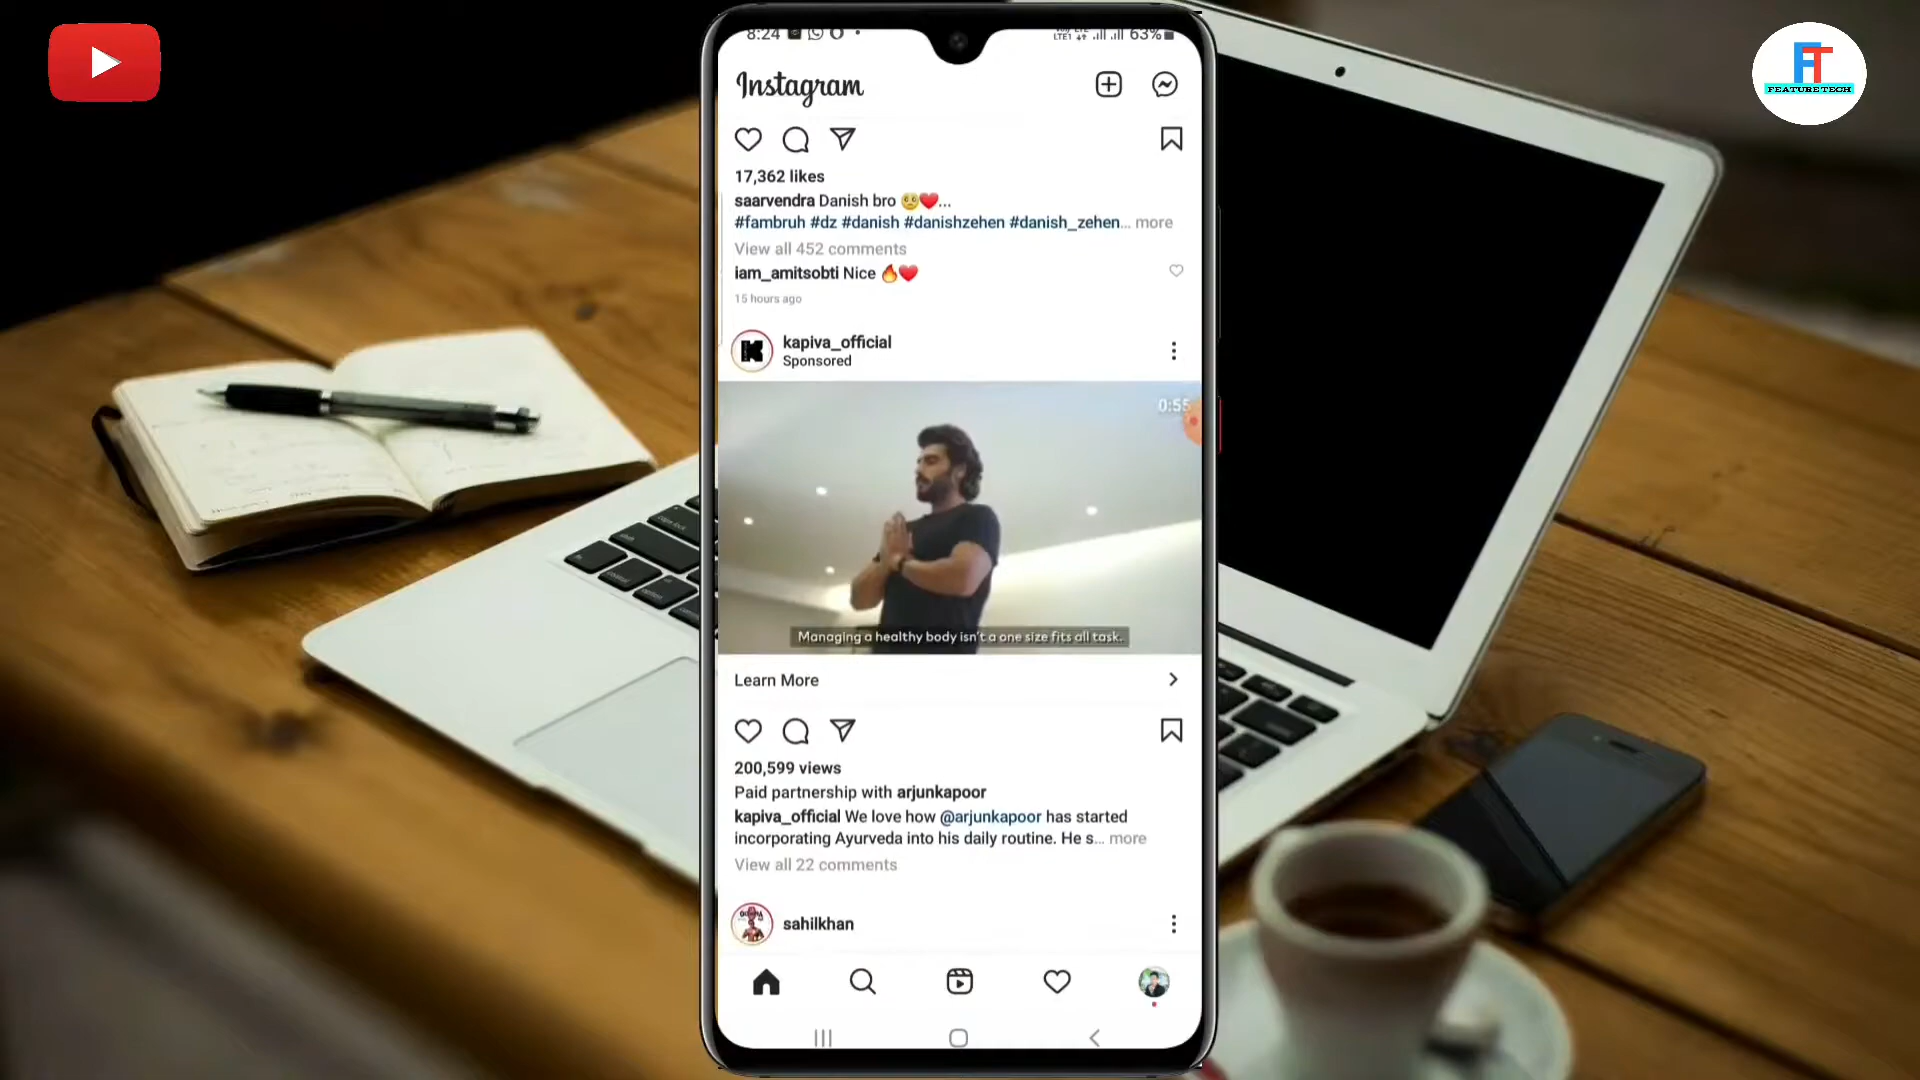 8:24
63%
FEATURE TECH
Instagram
17,362 likes
saarvendra Danish bro 🥺❤️...
#fambruh #dz #danish #danishzehen #danish_zehen... more
View all 452 comments
iam_amitsobti Nice 🔥❤️
15 hours ago
kapiva_official
Sponsored
0:55
Managing a healthy body isn't a one size fits all task.
Learn More
200,599 views
Paid partnership with arjunkapoor
kapiva_official We love how @arjunkapoor has started
incorporating Ayurveda into his daily routine. He s... more
View all 22 comments
sahilkhan